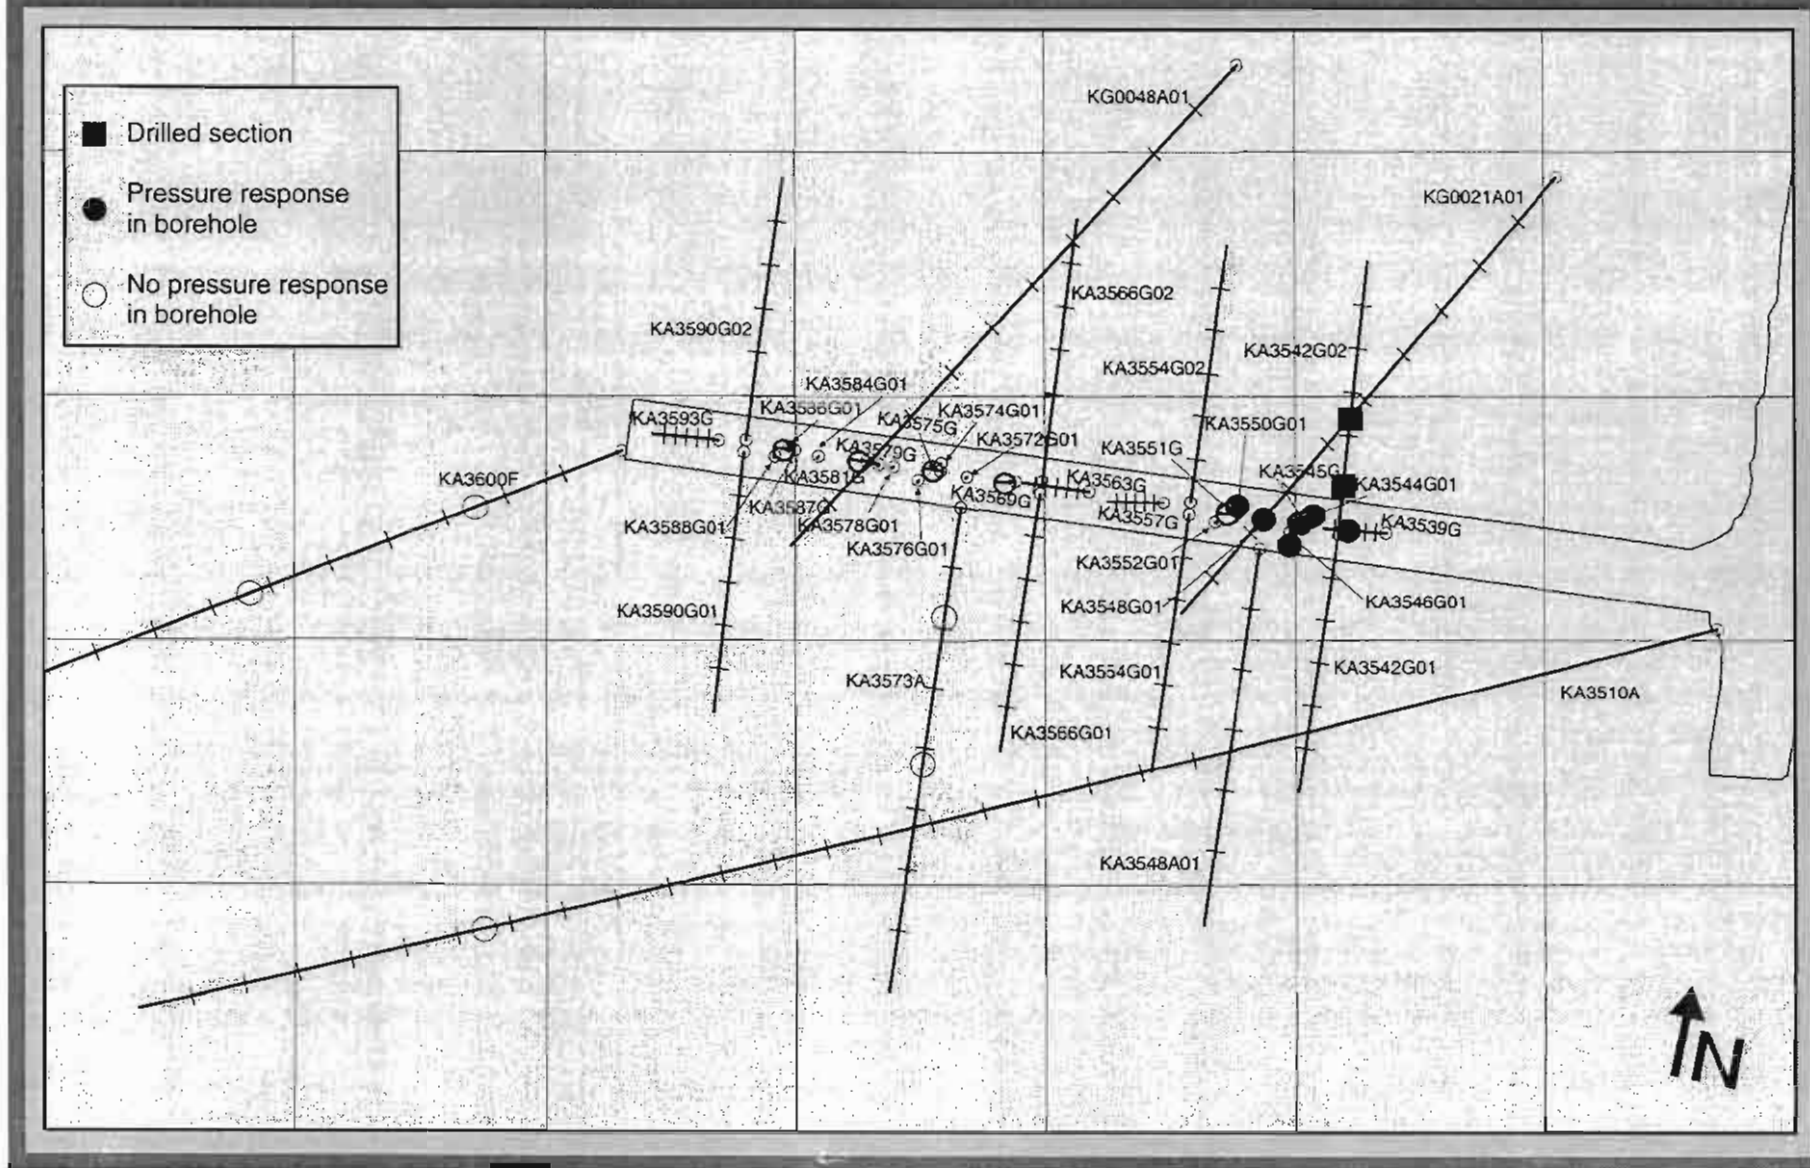 Drilled section
Pressure response
in borehole
No pressure response
in borehole
KG0048A01
KG0021A01
KA3566G02
KA3590G02
KA3554G02
KA3542G02
KA3584G01
KA3586G01
KA3593G
KA3575G
KA3574G01
KA3572G01
KA3550G01
KA3551G
KA3579G
KA3581G
KA3545G
KA3544G01
KA3600F
KA3563G
KA3569G
KA3587G
KA3557G
KA3588G01
KA3578G01
KA3539G
KA3576G01
KA3552G01
KA3590G01
KA3548G01
KA3546G01
KA3573A
KA3554G01
KA3542G01
KA3510A
KA3566G01
KA3548A01
N